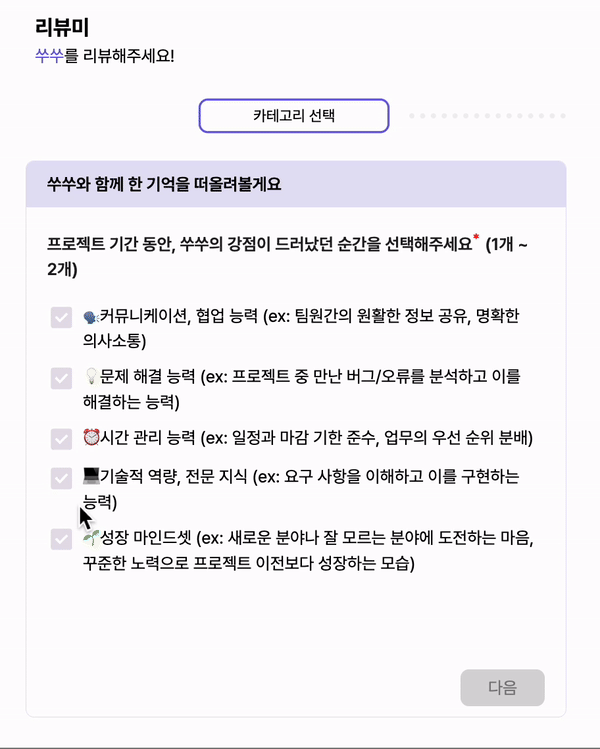 리뷰미
쑤쑤를 리뷰해주세요!
카테고리 선택
쑤쑤와 함께 한 기억을 떠올려볼게요
프로젝트 기간 동안, 쑤쑤의 강점이 드러났던 순간을 선택해주세요* (1개 ~
2개)
🗣️커뮤니케이션, 협업 능력 (ex: 팀원간의 원활한 정보 공유, 명확한
의사소통)
💡문제 해결 능력 (ex: 프로젝트 중 만난 버그/오류를 분석하고 이를
해결하는 능력)
⏰시간 관리 능력 (ex: 일정과 마감 기한 준수, 업무의 우선 순위 분배)
💻기술적 역량, 전문 지식 (ex: 요구 사항을 이해하고 이를 구현하는
능력)
🌱성장 마인드셋 (ex: 새로운 분야나 잘 모르는 분야에 도전하는 마음,
꾸준한 노력으로 프로젝트 이전보다 성장하는 모습)
다음